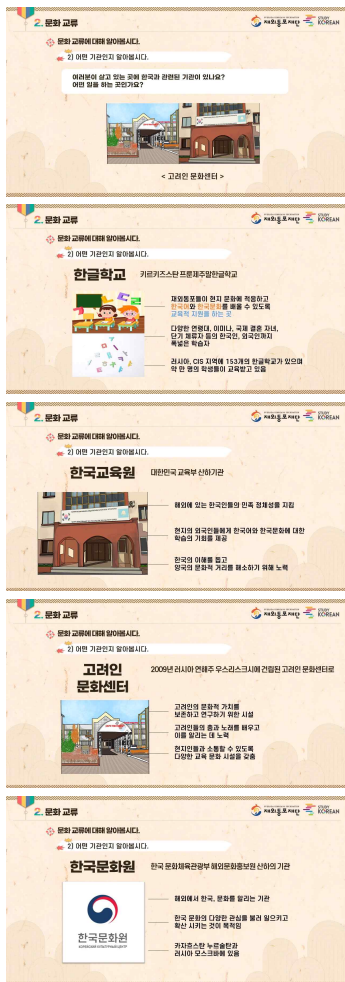 2. 문화 교류
재외동포재단
STUDY KOREAN
문화 교류에 대해 알아봅시다.
2) 어떤 기관인지 알아봅시다.
여러분이 살고 있는 곳에 한국과 관련된 기관이 있나요?
어떤 일을 하는 곳인가요?
< 고려인 문화센터 >
2. 문화 교류
재외동포재단
STUDY KOREAN
문화 교류에 대해 알아봅시다.
2) 어떤 기관인지 알아봅시다.
한글학교
키르키즈스탄 프룬제주말한글학교
재외동포들이 현지 문화에 적응하고
한국어와 한국문화를 배울 수 있도록
교육적 지원을 하는 곳
다양한 연령대, 이미나, 국제 결혼 자녀,
단기 체류자 등의 한국인, 외국인까지
폭넓은 학습자
러시아, CIS 지역에 153개의 한글학교가 있으며
약 만 명의 학생들이 교육받고 있음
2. 문화 교류
재외동포재단
STUDY KOREAN
문화 교류에 대해 알아봅시다.
2) 어떤 기관인지 알아봅시다.
한국교육원
대한민국 교육부 산하기관
해외에 있는 한국인들의 민족 정체성을 지킴
현지의 외국인들에게 한국어와 한국문화에 대한
학습의 기회를 제공
한국의 이해를 돕고
양국의 문화적 거리를 해소하기 위해 노력
2. 문화 교류
재외동포재단
STUDY KOREAN
문화 교류에 대해 알아봅시다.
2) 어떤 기관인지 알아봅시다.
고려인
문화센터
2009년 러시아 연해주 우스리스크시에 건립된 고려인 문화센터로
고려인의 문화적 가치를
보존하고 연구하기 위한 시설
고려인들의 춤과 노래를 배우고
이를 알리는 데 노력
현지인들과 소통할 수 있도록
다양한 교육 문화 시설을 갖춤
2. 문화 교류
재외동포재단
STUDY KOREAN
문화 교류에 대해 알아봅시다.
2) 어떤 기관인지 알아봅시다.
한국문화원
한국 문화체육관광부 해외문화홍보원 산하의 기관
한국문화원
해외에서 한국, 문화를 알리는 기관
한국 문화의 다양한 관심을 불러 일으키고
확산 시키는 것이 목적임
카자흐스탄 누르술탄과
러시아 모스크바에 있음